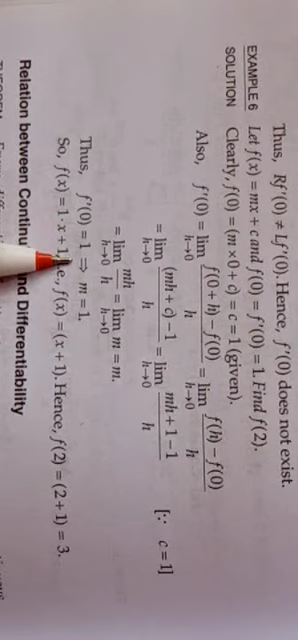 Thus, Rf'(0) ≠ Lf'(0). Hence, f'(0) does not exist.
EXAMPLE 6 Let f(x) = mx + c and f(0) = f'(0) = 1. Find f(2).
SOLUTION Clearly, f(0) = (m × 0 + c) = c = 1 (given).
Also, f'(0) = lim h→0 f(0 + h) − f(0) / h = lim h→0 f(h) − f(0) / h
= lim h→0 (mh + c) − 1 / h = lim h→0 mh + 1 − 1 / h [∵ c = 1]
= lim h→0 mh / h = lim h→0 m = m.
Thus, f'(0) = 1 ⇒ m = 1.
So, f(x) = 1·x + 1 i.e., f(x) = (x + 1). Hence, f(2) = (2 + 1) = 3.
Relation between Continu nd Differentiability